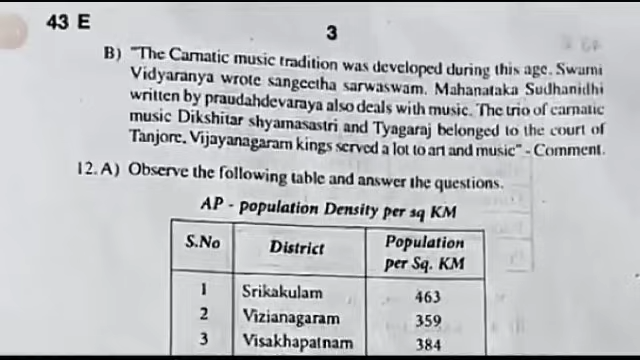 43 E
3
B) "The Carnatic music tradition was developed during this age. Swami
Vidyaranya wrote sangeetha sarwaswam. Mahanataka Sudhanidhi
written by praudahdevaraya also deals with music. The trio of carnatic
music Dikshitar shyamasastri and Tyagaraj belonged to the court of
Tanjore, Vijayanagaram kings served a lot to art and music" - Comment.
12. A) Observe the following table and answer the questions.
AP - population Density per sq KM
S.No District Population
per Sq. KM
1 Srikakulam 463
2 Vizianagaram 359
3 Visakhapatnam 384